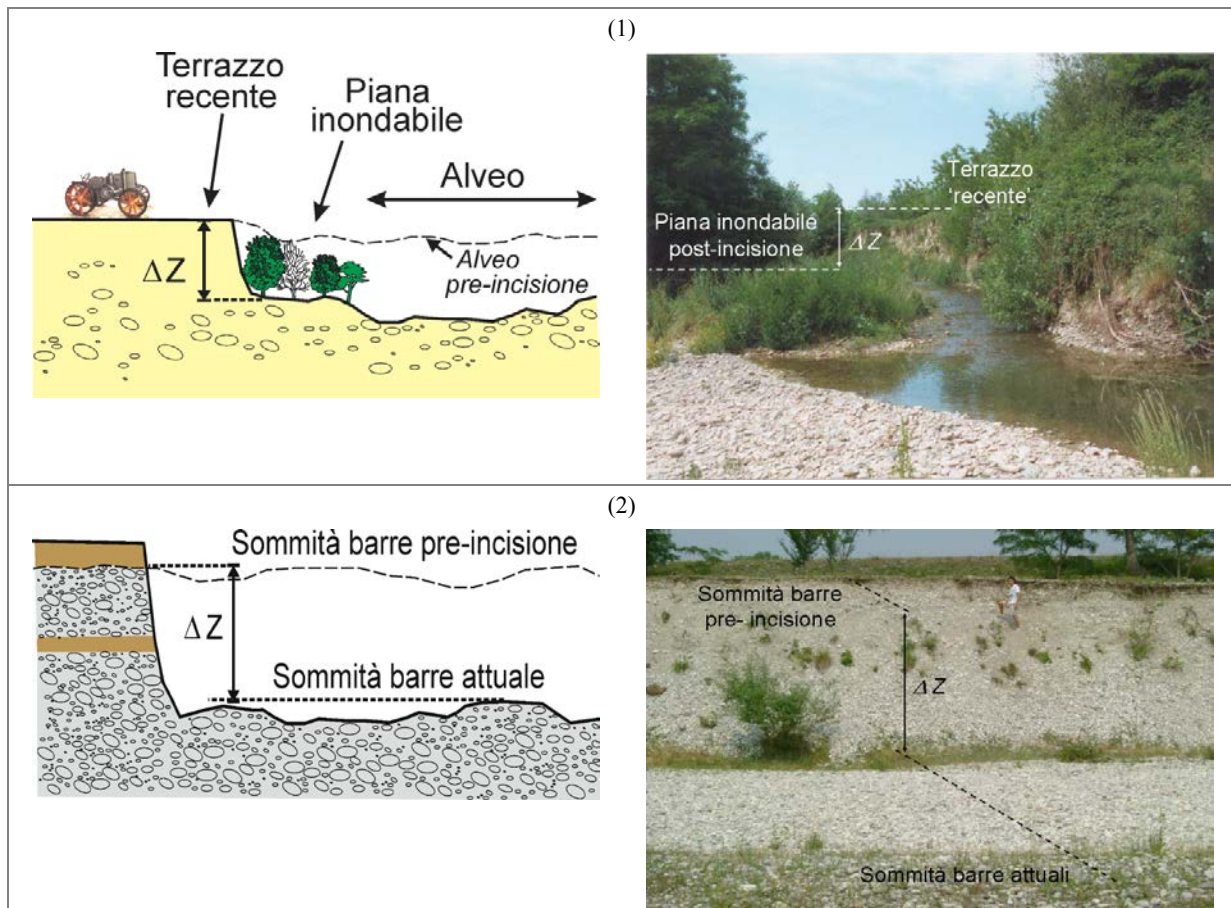 (1)
Terrazzo
recente
Piana
inondabile
Alveo
ΔZ
Alveo
pre-incisione
Terrazzo
'recente'
Piana inondabile
post-incisione
ΔZ
(2)
Sommità barre pre-incisione
ΔZ
Sommità barre attuale
Sommità barre
pre- incisione
ΔZ
Sommità barre attuali